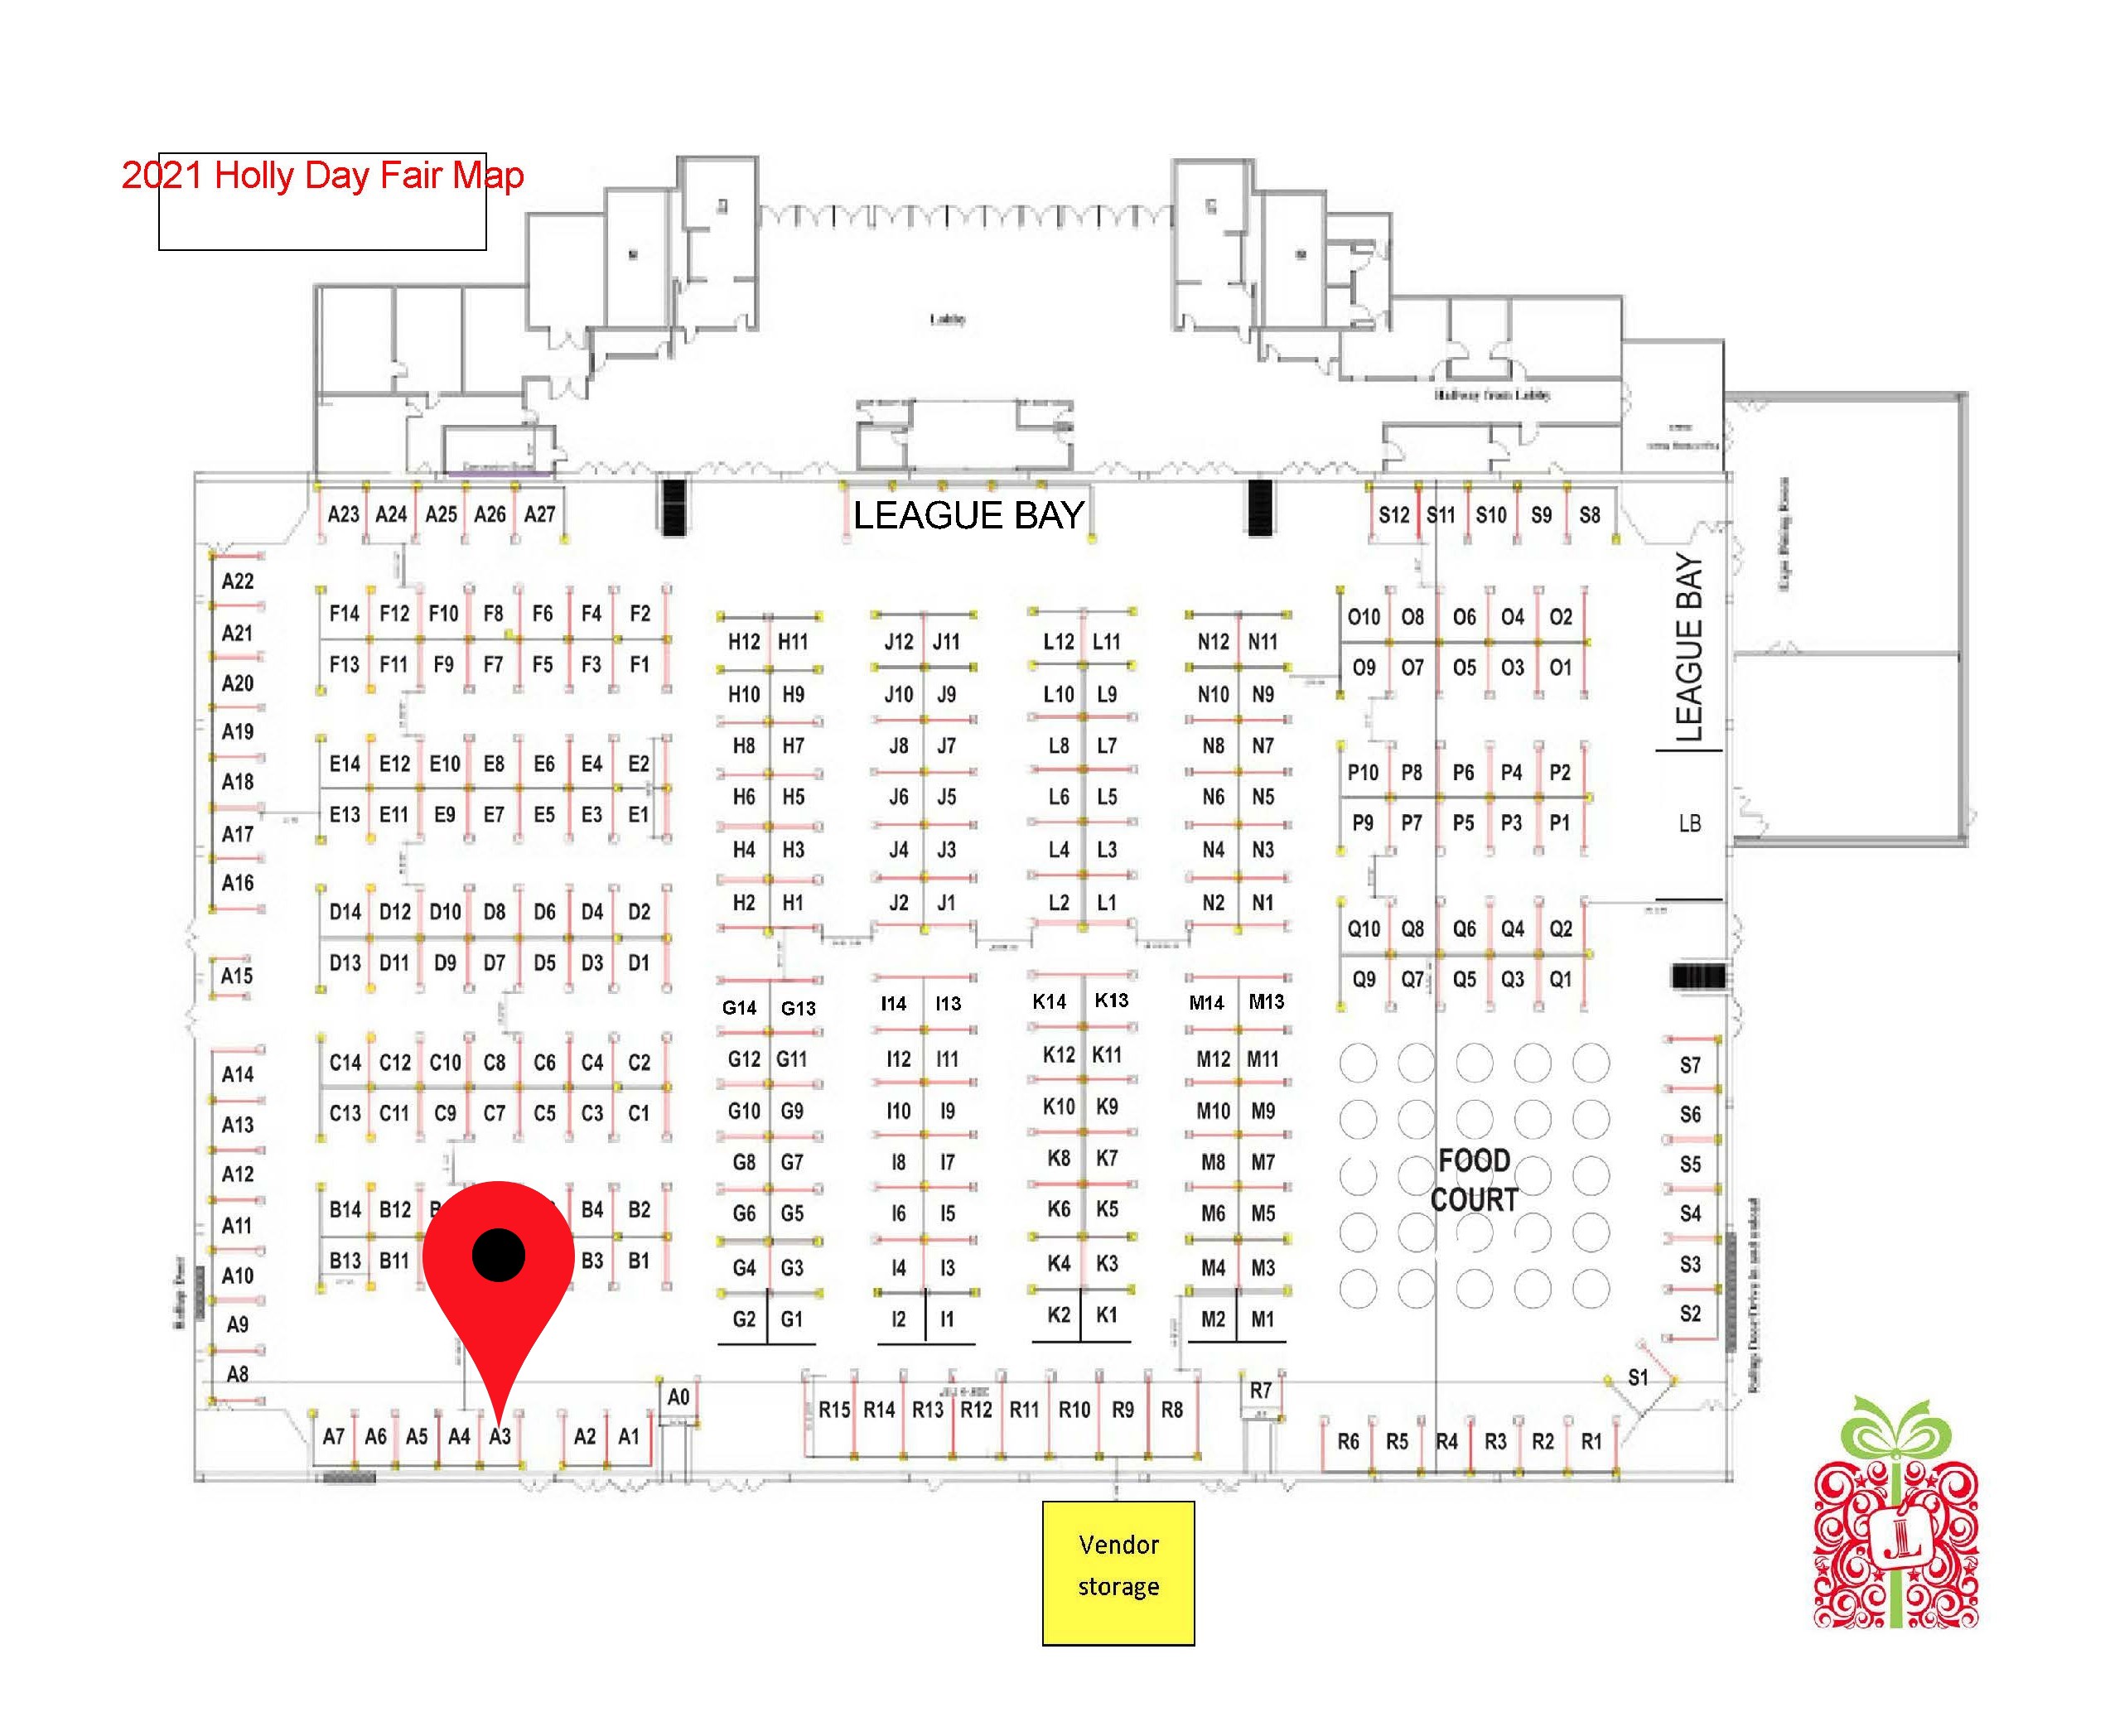 2021 Holly Day Fair Map
Lobby
Hallway from Lobby
LEAGUE BAY
A23 A24 A25 A26 A27
S12 S11 S10 S9 S8
LEAGUE BAY
LB
A22
A21
A20
A19
A18
A17
A16
A15
A14
A13
A12
A11
A10
A9
A8
F14 F12 F10 F8 F6 F4 F2
F13 F11 F9 F7 F5 F3 F1
E14 E12 E10 E8 E6 E4 E2
E13 E11 E9 E7 E5 E3 E1
D14 D12 D10 D8 D6 D4 D2
D13 D11 D9 D7 D5 D3 D1
C14 C12 C10 C8 C6 C4 C2
C13 C11 C9 C7 C5 C3 C1
B14 B12 B4 B2
B13 B11 B3 B1
H12 H11
H10 H9
H8 H7
H6 H5
H4 H3
H2 H1
G14 G13
G12 G11
G10 G9
G8 G7
G6 G5
G4 G3
G2 G1
J12 J11
J10 J9
J8 J7
J6 J5
J4 J3
J2 J1
I14 I13
I12 I11
I10 I9
I8 I7
I6 I5
I4 I3
I2 I1
L12 L11
L10 L9
L8 L7
L6 L5
L4 L3
L2 L1
K14 K13
K12 K11
K10 K9
K8 K7
K6 K5
K4 K3
K2 K1
N12 N11
N10 N9
N8 N7
N6 N5
N4 N3
N2 N1
M14 M13
M12 M11
M10 M9
M8 M7
M6 M5
M4 M3
M2 M1
O10 O8 O6 O4 O2
O9 O7 O5 O3 O1
P10 P8 P6 P4 P2
P9 P7 P5 P3 P1
Q10 Q8 Q6 Q4 Q2
Q9 Q7 Q5 Q3 Q1
FOOD
COURT
S7
S6
S5
S4
S3
S2
S1
A7 A6 A5 A4 A3 A2 A1
A0
R15 R14 R13 R12 R11 R10 R9 R8
R7
R6 R5 R4 R3 R2 R1
Vendor
storage
JL